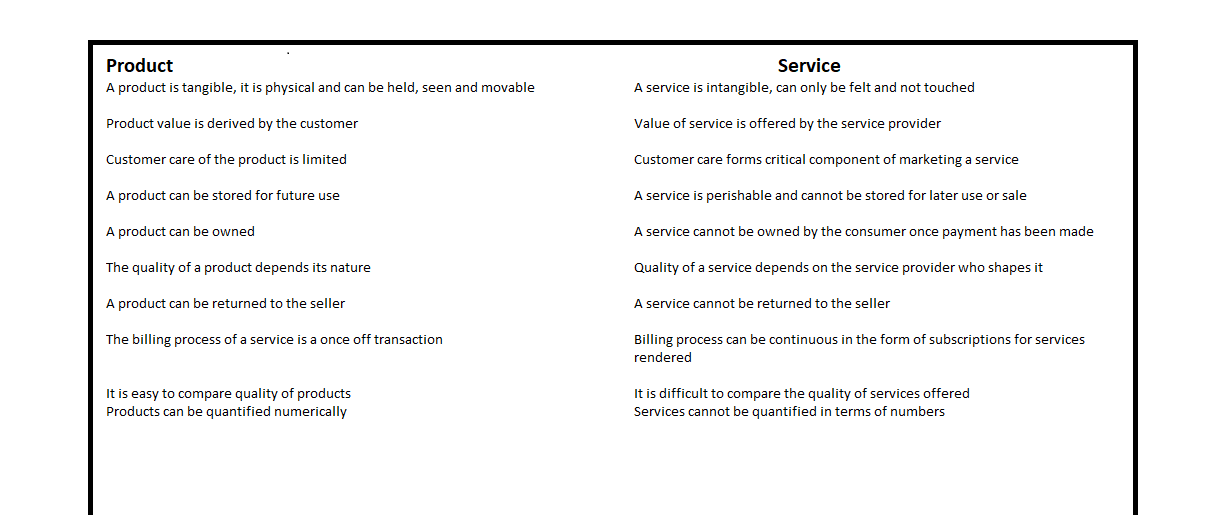 Product Service
A product is tangible, it is physical and can be held, seen and movable A service is intangible, can only be felt and not touched
Product value is derived by the customer Value of service is offered by the service provider
Customer care of the product is limited Customer care forms critical component of marketing a service
A product can be stored for future use A service is perishable and cannot be stored for later use or sale
A product can be owned A service cannot be owned by the consumer once payment has been made
The quality of a product depends its nature Quality of a service depends on the service provider who shapes it
A product can be returned to the seller A service cannot be returned to the seller
The billing process of a service is a once off transaction Billing process can be continuous in the form of subscriptions for services
rendered
It is easy to compare quality of products It is difficult to compare the quality of services offered
Products can be quantified numerically Services cannot be quantified in terms of numbers